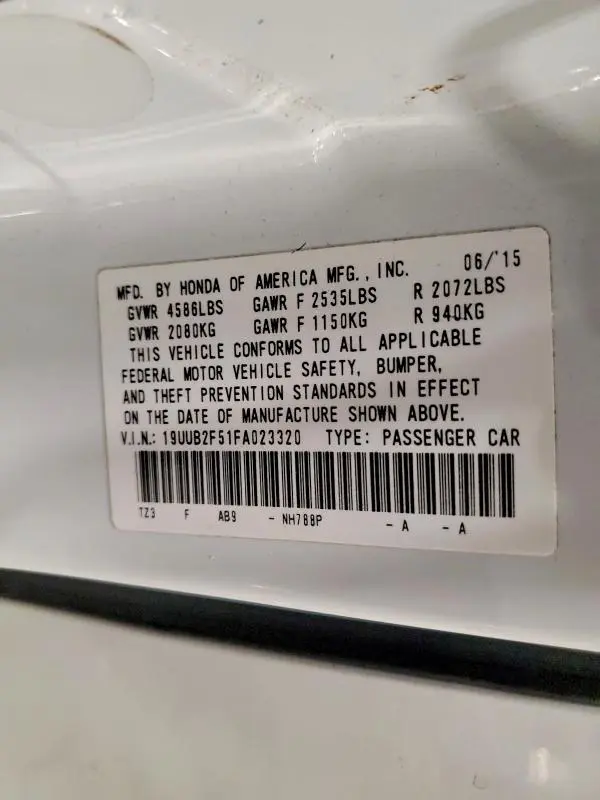 MFD. BY HONDA OF AMERICA MFG., INC. 06/'15
GVWR 4586LBS GAWR F 2535LBS R 2072LBS
GVWR 2080KG GAWR F 1150KG R 940KG
THIS VEHICLE CONFORMS TO ALL APPLICABLE
FEDERAL MOTOR VEHICLE SAFETY, BUMPER,
AND THEFT PREVENTION STANDARDS IN EFFECT
ON THE DATE OF MANUFACTURE SHOWN ABOVE.
V.I.N.: 19UUB2F51FA023320 TYPE: PASSENGER CAR
TZ3 F AB9 - NH788P - A - A